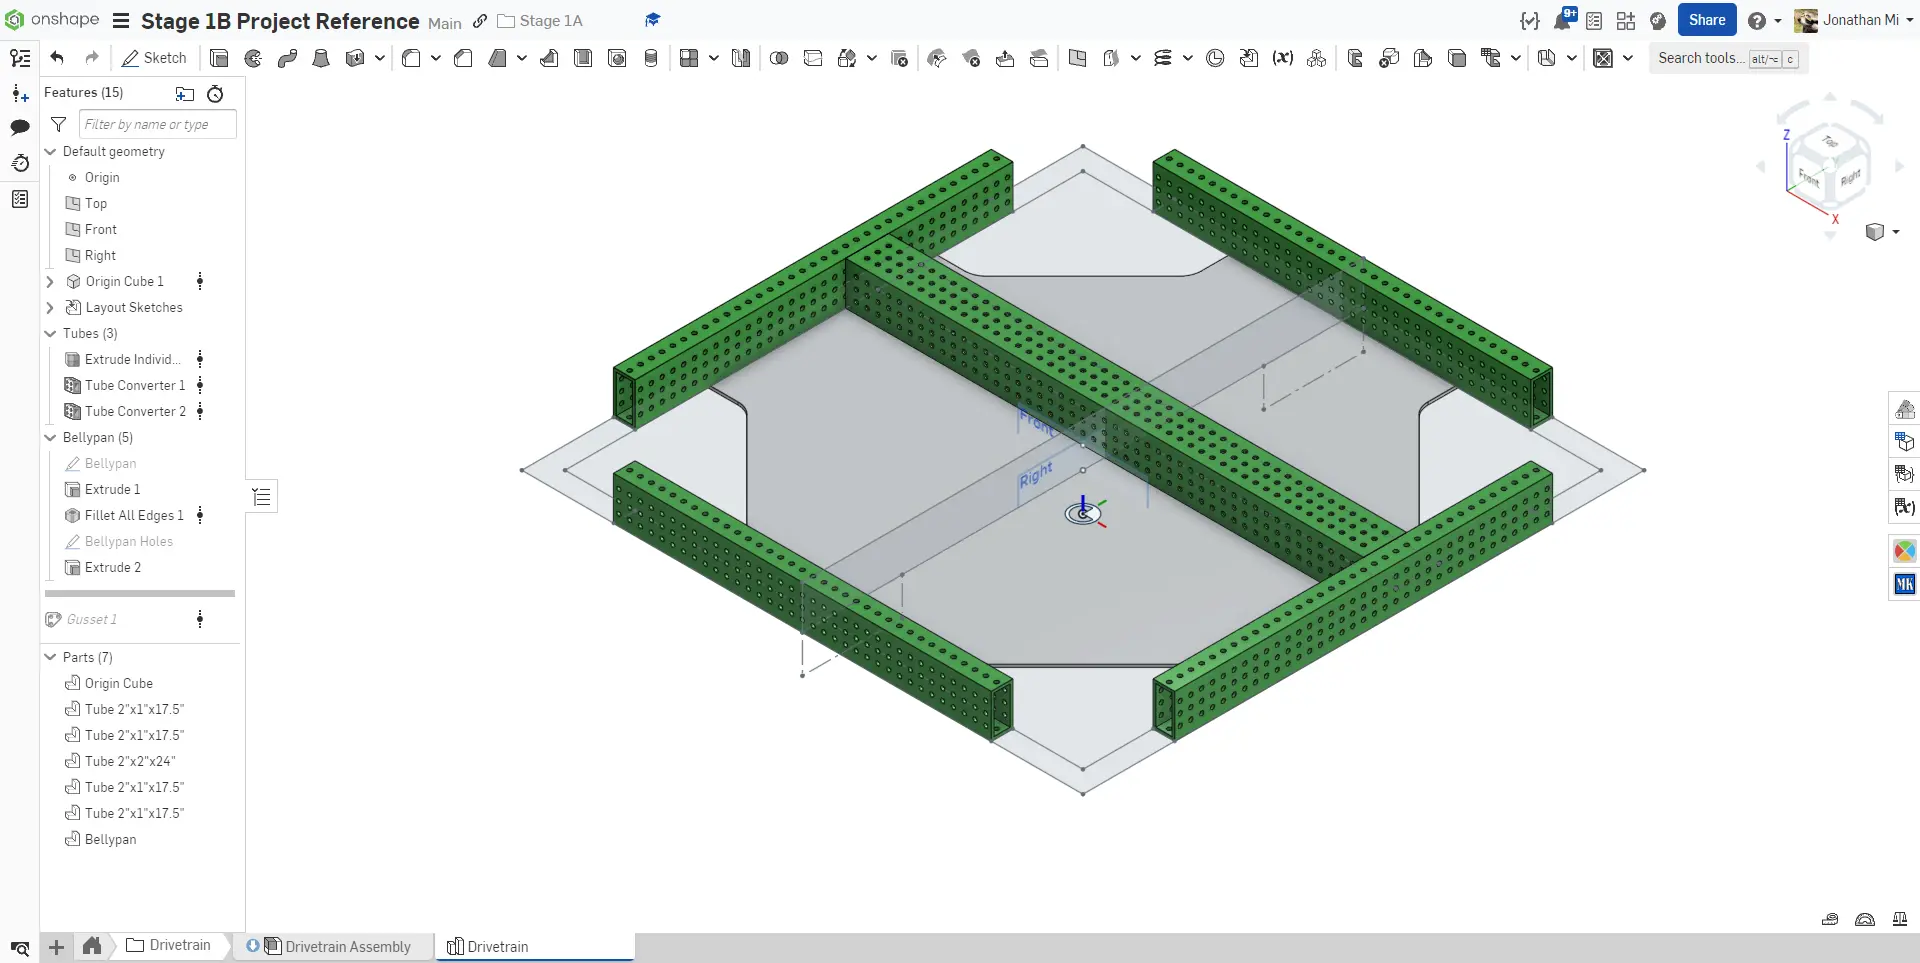 onshape
Stage 1B Project Reference Main Stage 1A
9+
Share
Jonathan Mi
Sketch
(x)
Search tools... alt/⌥ c
Features (15)
Filter by name or type
Default geometry
Origin
Top
Front
Right
Origin Cube 1
Layout Sketches
Tubes (3)
Extrude Individ...
Tube Converter 1
Tube Converter 2
Bellypan (5)
Bellypan
Extrude 1
Fillet All Edges 1
Bellypan Holes
Extrude 2
Gusset 1
Parts (7)
Origin Cube
Tube 2"x1"x17.5"
Tube 2"x1"x17.5"
Tube 2"x2"x24"
Tube 2"x1"x17.5"
Tube 2"x1"x17.5"
Bellypan
Front
Right
Z
Top
Front
Right
X
(x)
MK
Drivetrain
Drivetrain Assembly
Drivetrain